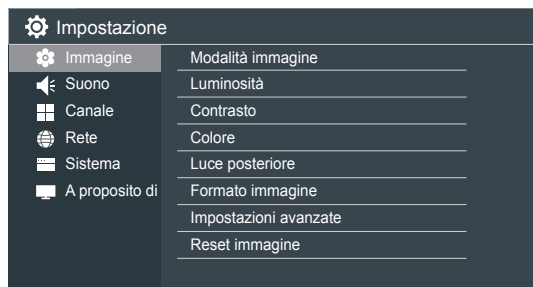 Impostazione
Immagine
Suono
Canale
Rete
Sistema
A proposito di
Modalità immagine
Luminosità
Contrasto
Colore
Luce posteriore
Formato immagine
Impostazioni avanzate
Reset immagine